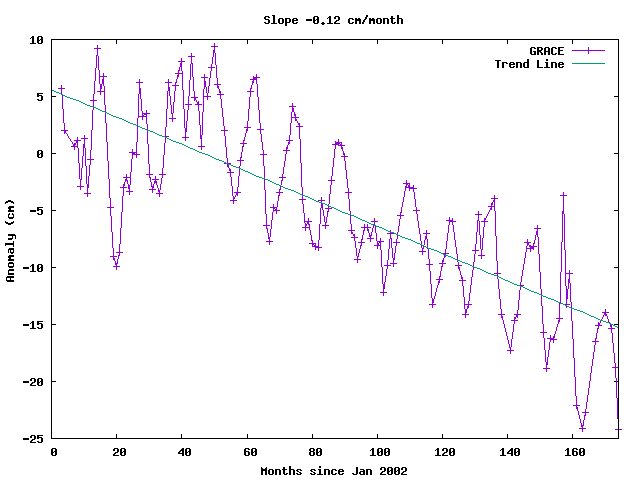 Slope -0.12 cm/month
GRACE
Trend Line
10
5
0
-5
-10
-15
-20
-25
Anomaly (cm)
0 20 40 60 80 100 120 140 160
Months since Jan 2002